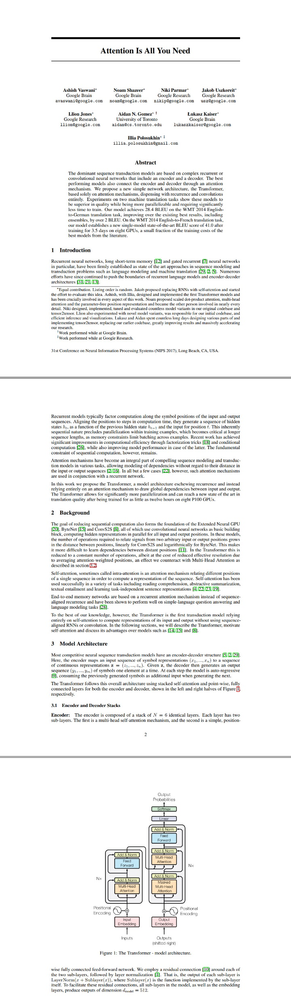 Attention Is All You Need
Ashish Vaswani* Noam Shazeer* Niki Parmar* Jakob Uszkoreit*
Google Brain Google Brain Google Research Google Research
avaswani@google.com noam@google.com nikip@google.com usz@google.com
Llion Jones* Aidan N. Gomez* † Łukasz Kaiser*
Google Research University of Toronto Google Brain
llion@google.com aidan@cs.toronto.edu lukaszkaiser@google.com
Illia Polosukhin* ‡
illia.polosukhin@gmail.com
Abstract
The dominant sequence transduction models are based on complex recurrent or
convolutional neural networks that include an encoder and a decoder. The best
performing models also connect the encoder and decoder through an attention
mechanism. We propose a new simple network architecture, the Transformer,
based solely on attention mechanisms, dispensing with recurrence and convolutions
entirely. Experiments on two machine translation tasks show these models to
be superior in quality while being more parallelizable and requiring significantly
less time to train. Our model achieves 28.4 BLEU on the WMT 2014 English-
to-German translation task, improving over the existing best results, including
ensembles, by over 2 BLEU. On the WMT 2014 English-to-French translation task,
our model establishes a new single-model state-of-the-art BLEU score of 41.0 after
training for 3.5 days on eight GPUs, a small fraction of the training costs of the
best models from the literature.
1 Introduction
Recurrent neural networks, long short-term memory [12] and gated recurrent [7] neural networks
in particular, have been firmly established as state of the art approaches in sequence modeling and
transduction problems such as language modeling and machine translation [29, 2, 5]. Numerous
efforts have since continued to push the boundaries of recurrent language models and encoder-decoder
architectures [31, 21, 13].
*Equal contribution. Listing order is random. Jakob proposed replacing RNNs with self-attention and started
the effort to evaluate this idea. Ashish, with Illia, designed and implemented the first Transformer models and
has been crucially involved in every aspect of this work. Noam proposed scaled dot-product attention, multi-head
attention and the parameter-free position representation and became the other person involved in nearly every
detail. Niki designed, implemented, tuned and evaluated countless model variants in our original codebase and
tensor2tensor. Llion also experimented with novel model variants, was responsible for our initial codebase, and
efficient inference and visualizations. Lukasz and Aidan spent countless long days designing various parts of and
implementing tensor2tensor, replacing our earlier codebase, greatly improving results and massively accelerating
our research.
†Work performed while at Google Brain.
‡Work performed while at Google Research.
31st Conference on Neural Information Processing Systems (NIPS 2017), Long Beach, CA, USA.
Recurrent models typically factor computation along the symbol positions of the input and output
sequences. Aligning the positions to steps in computation time, they generate a sequence of hidden
states hₜ, as a function of the previous hidden state hₜ₋₁ and the input for position t. This inherently
sequential nature precludes parallelization within training examples, which becomes critical at longer
sequence lengths, as memory constraints limit batching across examples. Recent work has achieved
significant improvements in computational efficiency through factorization tricks [18] and conditional
computation [26], while also improving model performance in case of the latter. The fundamental
constraint of sequential computation, however, remains.
Attention mechanisms have become an integral part of compelling sequence modeling and transduc-
tion models in various tasks, allowing modeling of dependencies without regard to their distance in
the input or output sequences [2, 16]. In all but a few cases [22], however, such attention mechanisms
are used in conjunction with a recurrent network.
In this work we propose the Transformer, a model architecture eschewing recurrence and instead
relying entirely on an attention mechanism to draw global dependencies between input and output.
The Transformer allows for significantly more parallelization and can reach a new state of the art in
translation quality after being trained for as little as twelve hours on eight P100 GPUs.
2 Background
The goal of reducing sequential computation also forms the foundation of the Extended Neural GPU
[20], ByteNet [15] and ConvS2S [8], all of which use convolutional neural networks as basic building
block, computing hidden representations in parallel for all input and output positions. In these models,
the number of operations required to relate signals from two arbitrary input or output positions grows
in the distance between positions, linearly for ConvS2S and logarithmically for ByteNet. This makes
it more difficult to learn dependencies between distant positions [11]. In the Transformer this is
reduced to a constant number of operations, albeit at the cost of reduced effective resolution due
to averaging attention-weighted positions, an effect we counteract with Multi-Head Attention as
described in section 3.2.
Self-attention, sometimes called intra-attention is an attention mechanism relating different positions
of a single sequence in order to compute a representation of the sequence. Self-attention has been
used successfully in a variety of tasks including reading comprehension, abstractive summarization,
textual entailment and learning task-independent sentence representations [4, 22, 23, 19].
End-to-end memory networks are based on a recurrent attention mechanism instead of sequence-
aligned recurrence and have been shown to perform well on simple-language question answering and
language modeling tasks [28].
To the best of our knowledge, however, the Transformer is the first transduction model relying
entirely on self-attention to compute representations of its input and output without using sequence-
aligned RNNs or convolution. In the following sections, we will describe the Transformer, motivate
self-attention and discuss its advantages over models such as [14, 15] and [8].
3 Model Architecture
Most competitive neural sequence transduction models have an encoder-decoder structure [5, 2, 29].
Here, the encoder maps an input sequence of symbol representations (x₁, ..., xₙ) to a sequence
of continuous representations z = (z₁, ..., zₙ). Given z, the decoder then generates an output
sequence (y₁, ..., yₘ) of symbols one element at a time. At each step the model is auto-regressive
[9], consuming the previously generated symbols as additional input when generating the next.
The Transformer follows this overall architecture using stacked self-attention and point-wise, fully
connected layers for both the encoder and decoder, shown in the left and right halves of Figure 1,
respectively.
3.1 Encoder and Decoder Stacks
Encoder: The encoder is composed of a stack of N = 6 identical layers. Each layer has two
sub-layers. The first is a multi-head self-attention mechanism, and the second is a simple, position-
2
Output
Probabilities
Softmax
Linear
Add & Norm
Feed
Forward
Add & Norm
Multi-Head
Attention
Add & Norm
Masked
Multi-Head
Attention
Nx
Add & Norm
Feed
Forward
Add & Norm
Multi-Head
Attention
Nx
Positional
Encoding
Positional
Encoding
Input
Embedding
Output
Embedding
Inputs
Outputs
(shifted right)
Figure 1: The Transformer - model architecture.
wise fully connected feed-forward network. We employ a residual connection [10] around each of
the two sub-layers, followed by layer normalization [1]. That is, the output of each sub-layer is
LayerNorm(x + Sublayer(x)), where Sublayer(x) is the function implemented by the sub-layer
itself. To facilitate these residual connections, all sub-layers in the model, as well as the embedding
layers, produce outputs of dimension d_model = 512.